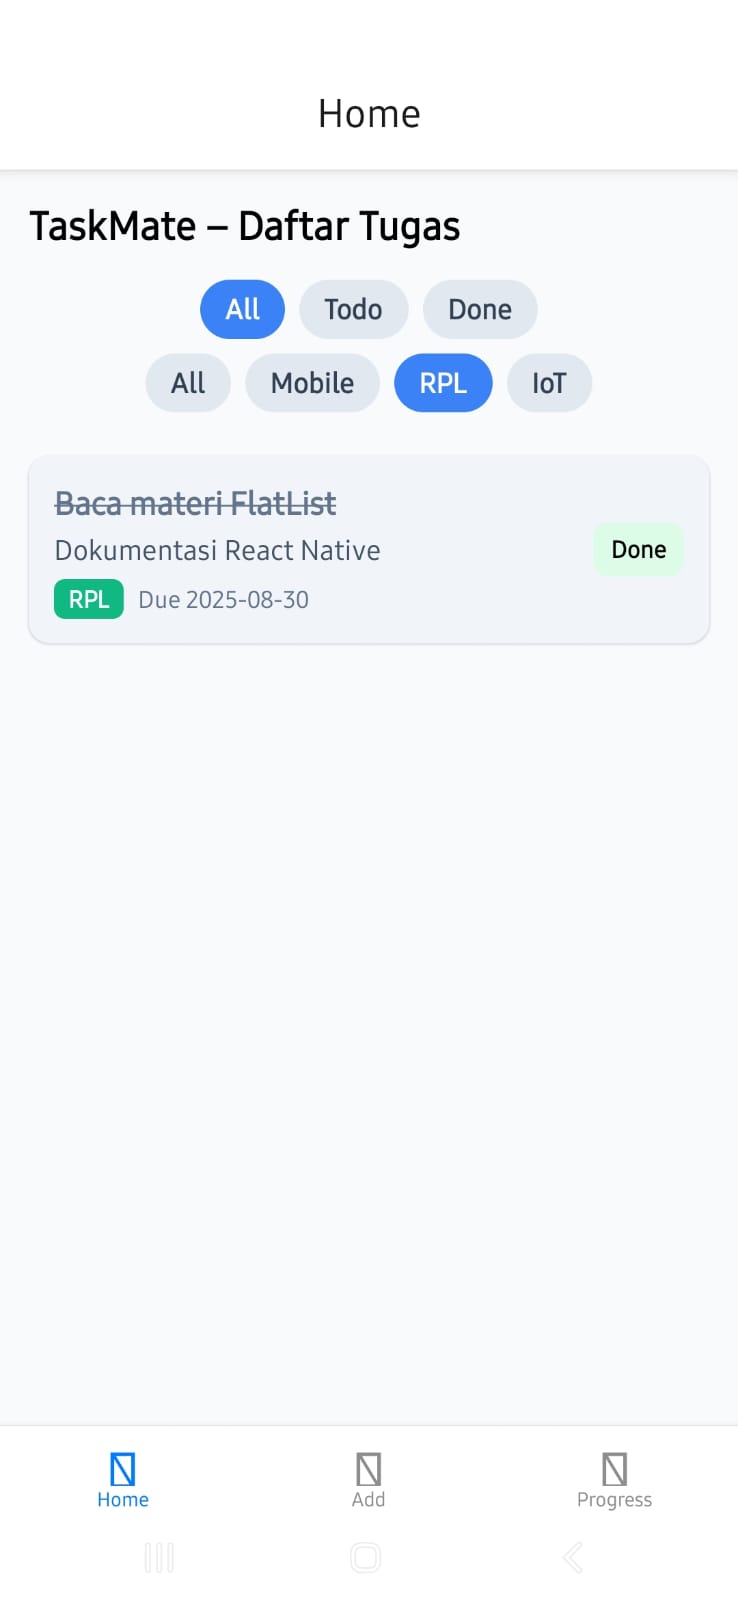 Home
TaskMate – Daftar Tugas
All Todo Done
All Mobile RPL IoT
Baca materi FlatList
Dokumentasi React Native
Done
RPL Due 2025-08-30
Home Add Progress